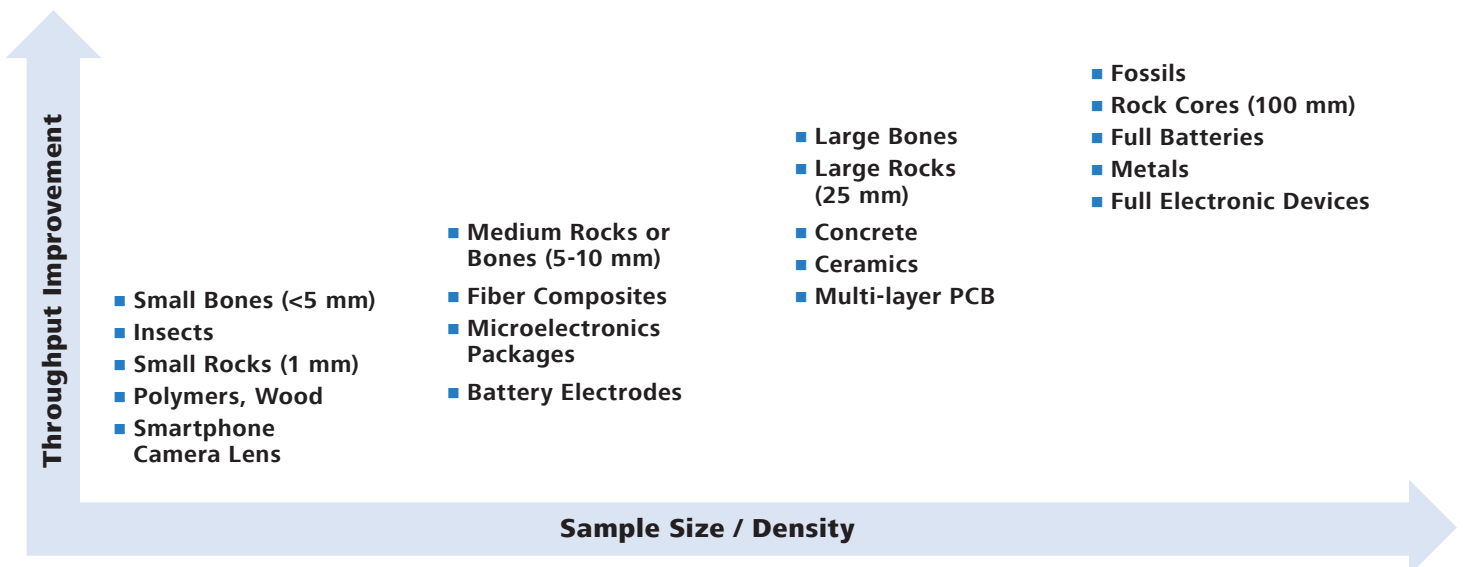 Throughput Improvement
■ Small Bones (<5 mm)
■ Insects
■ Small Rocks (1 mm)
■ Polymers, Wood
■ Smartphone
Camera Lens
■ Medium Rocks or
Bones (5-10 mm)
■ Fiber Composites
■ Microelectronics
Packages
■ Battery Electrodes
■ Large Bones
■ Large Rocks
(25 mm)
■ Concrete
■ Ceramics
■ Multi-layer PCB
■ Fossils
■ Rock Cores (100 mm)
■ Full Batteries
■ Metals
■ Full Electronic Devices
Sample Size / Density